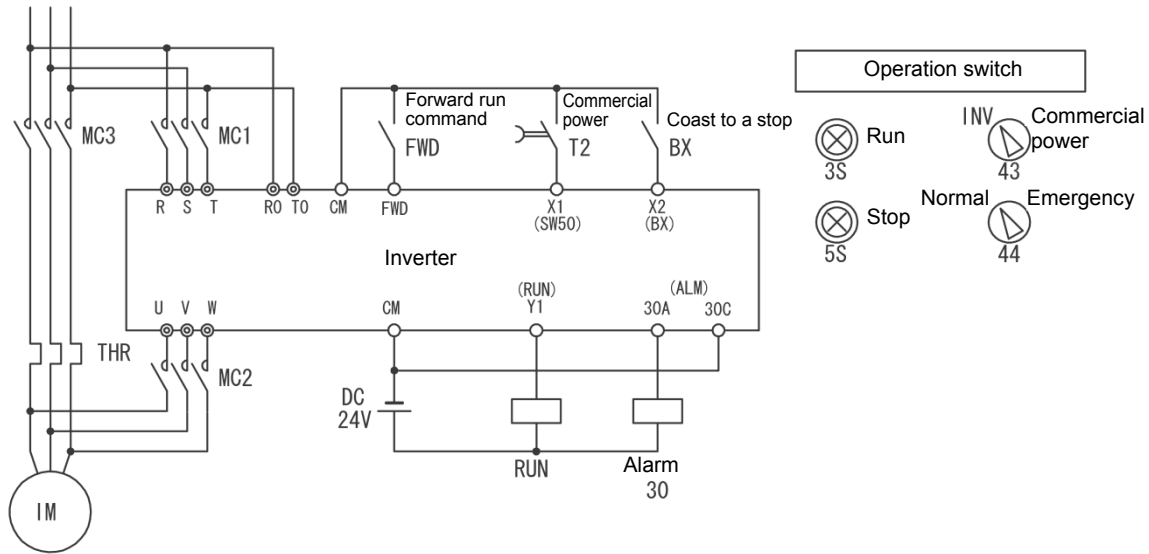 Operation switch
Forward run
command
Commercial
power
Coast to a stop
INV
Commercial
power
MC3
MC1
FWD
T2
BX
Run
3S
43
R S T R0 T0 CM FWD X1 X2
(SW50) (BX)
Normal
Emergency
Stop
5S
44
Inverter
U V W CM
(RUN)
Y1
(ALM)
30A 30C
THR
MC2
DC
24V
RUN
Alarm
30
IM